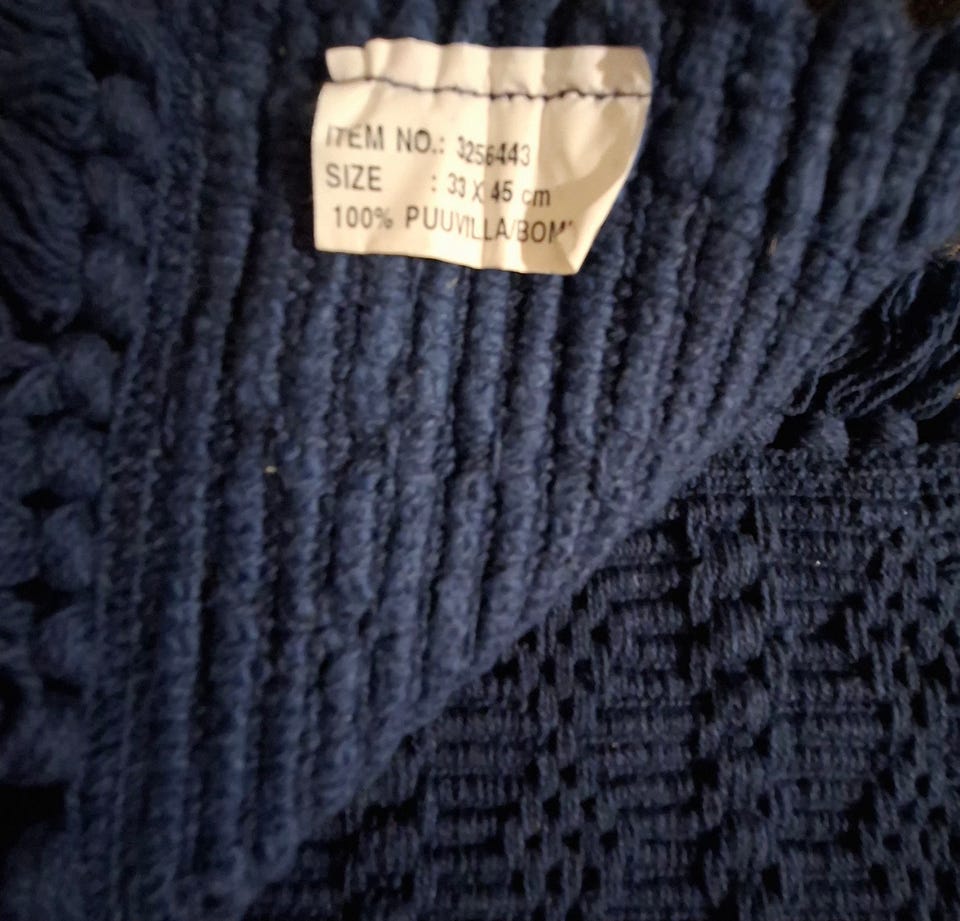 ITEM NO.: 3256443
SIZE : 33 X 45 cm
100% PUUVILLA/BOM